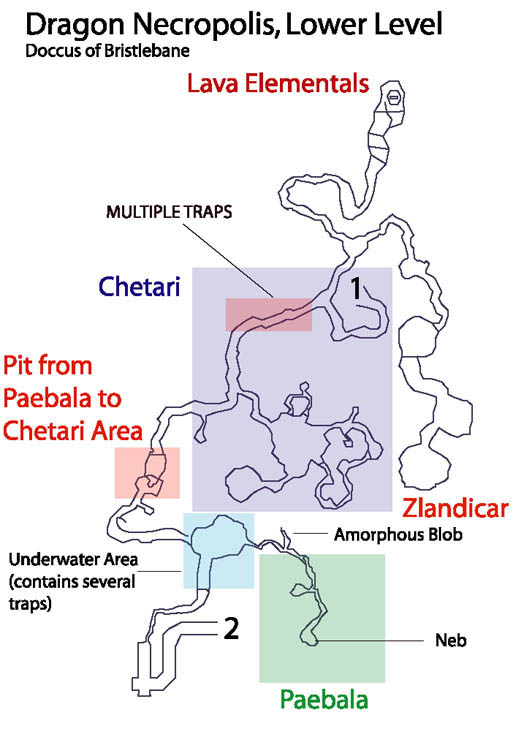 Dragon Necropolis, Lower Level
Doccus of Bristlebane
Lava Elementals
MULTIPLE TRAPS
Chetari
1
Pit from
Paebala to
Chetari Area
Zlandicar
Amorphous Blob
Underwater Area
(contains several
traps)
2
Neb
Paebala